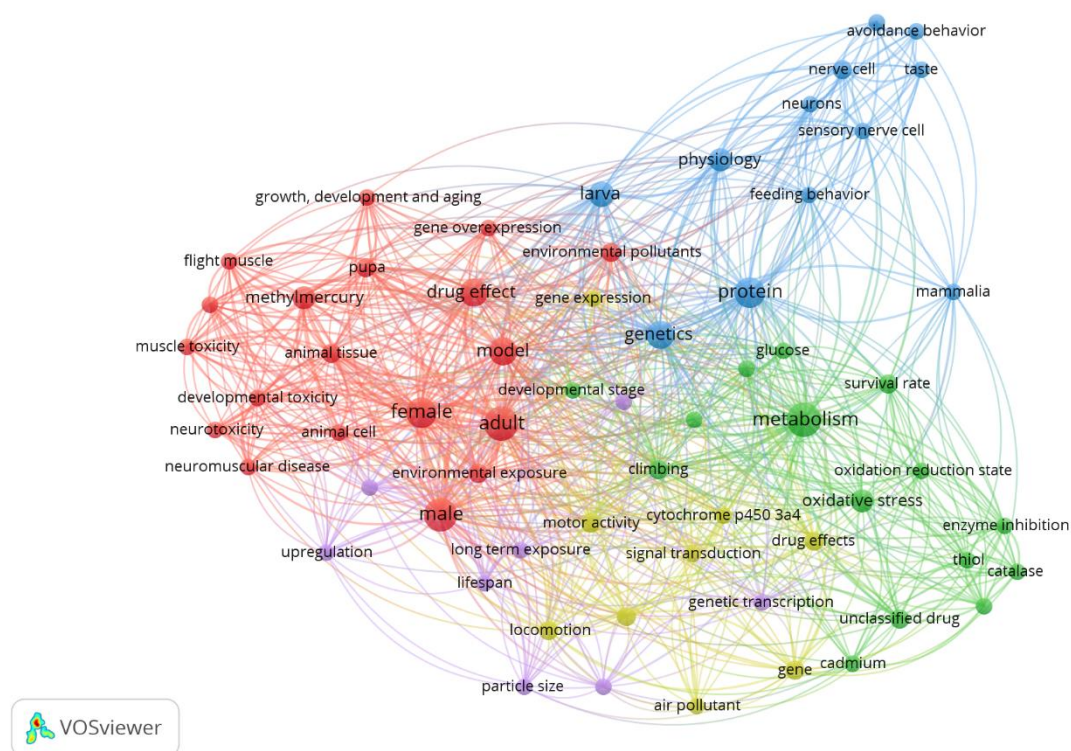 avoidance behavior
nerve cell
taste
neurons
sensory nerve cell
physiology
growth, development and aging
larva
feeding behavior
gene overexpression
flight muscle
pupa
environmental pollutants
methylmercury
drug effect
gene expression
protein
mammalia
genetics
muscle toxicity
animal tissue
model
glucose
developmental stage
survival rate
developmental toxicity
female
adult
metabolism
neurotoxicity
animal cell
neuromuscular disease
environmental exposure
climbing
oxidation reduction state
male
oxidative stress
motor activity
cytochrome p450 3a4
enzyme inhibition
upregulation
long term exposure
signal transduction
drug effects
thiol
catalase
lifespan
genetic transcription
unclassified drug
locomotion
cadmium
gene
particle size
air pollutant
VOSviewer